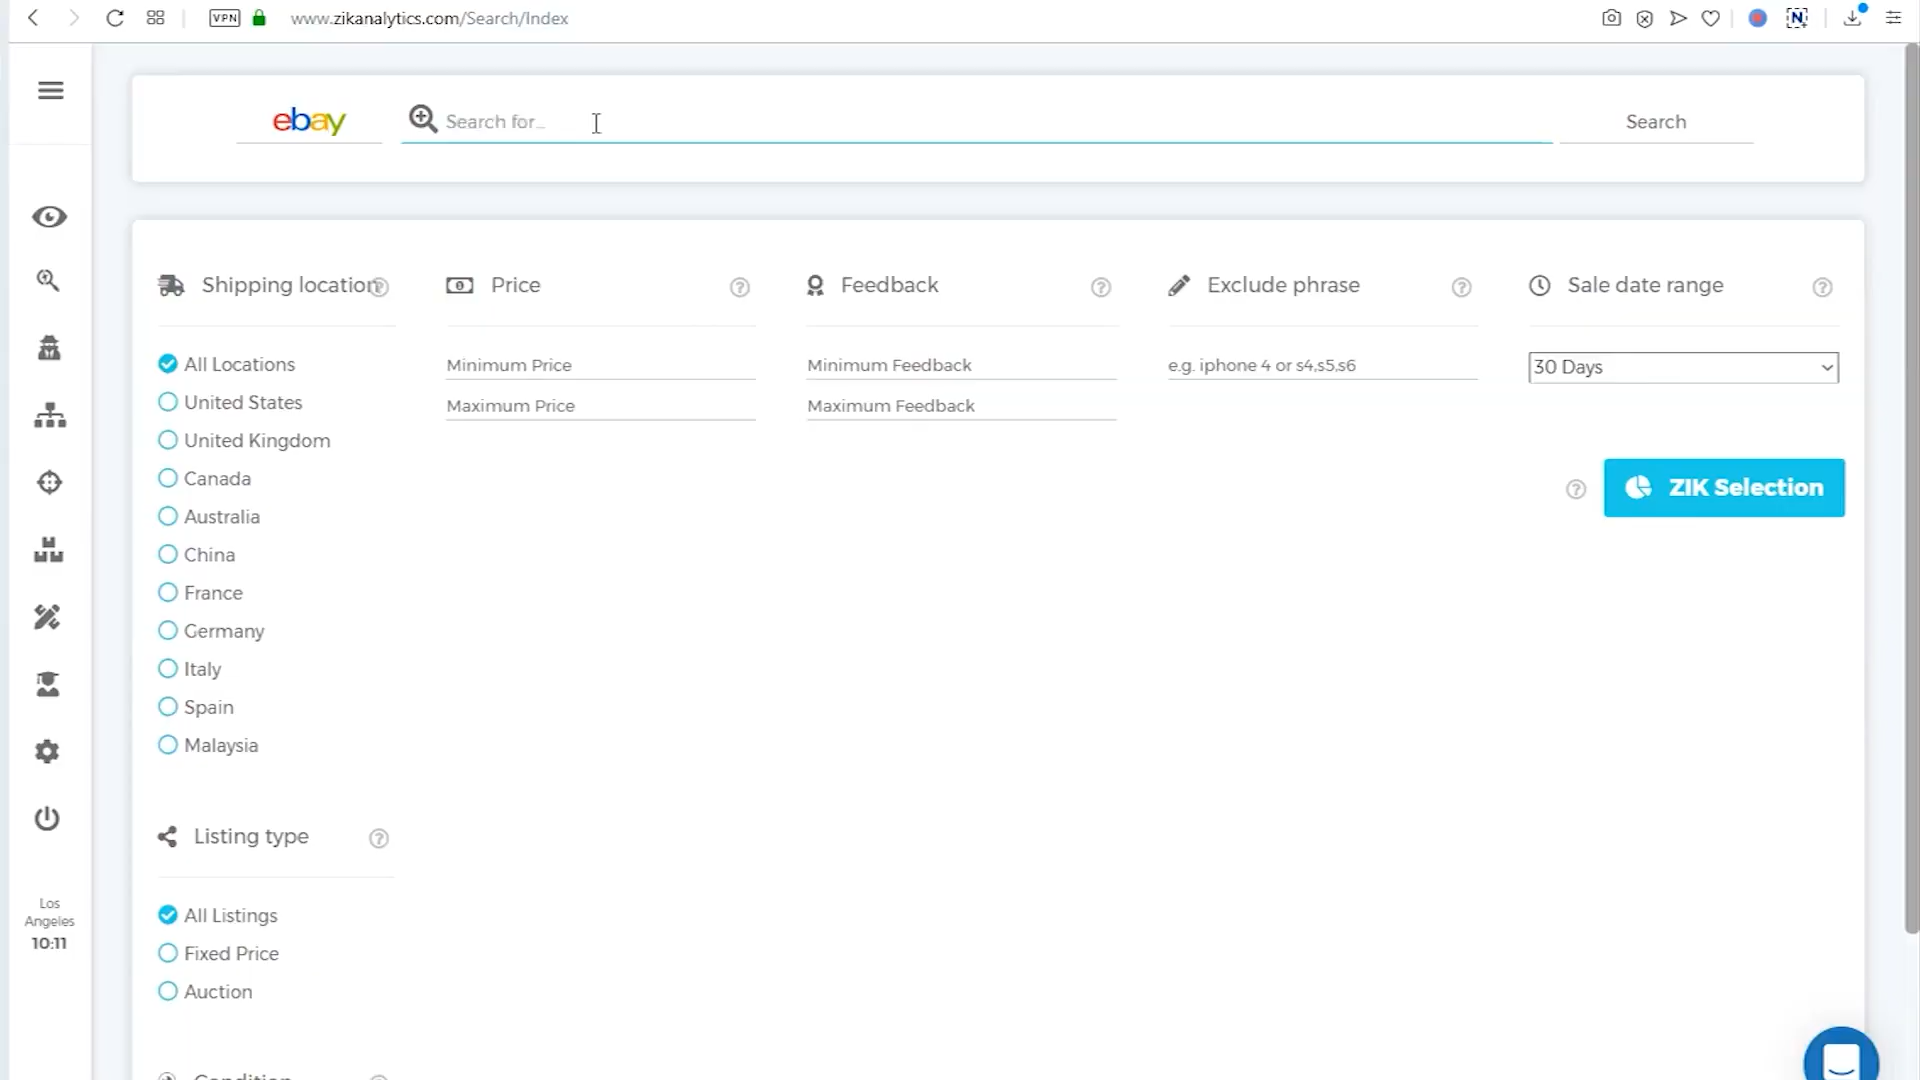 VPN www.zikanalytics.com/Search/Index
N
ebay Search for... Search
Shipping location
All Locations
United States
United Kingdom
Canada
Australia
China
France
Germany
Italy
Spain
Malaysia
Price
Minimum Price
Maximum Price
Feedback
Minimum Feedback
Maximum Feedback
Exclude phrase
e.g. iphone 4 or s4,s5,s6
Sale date range
30 Days
ZIK Selection
Listing type
All Listings
Fixed Price
Auction
Condition
Los
Angeles
10:11